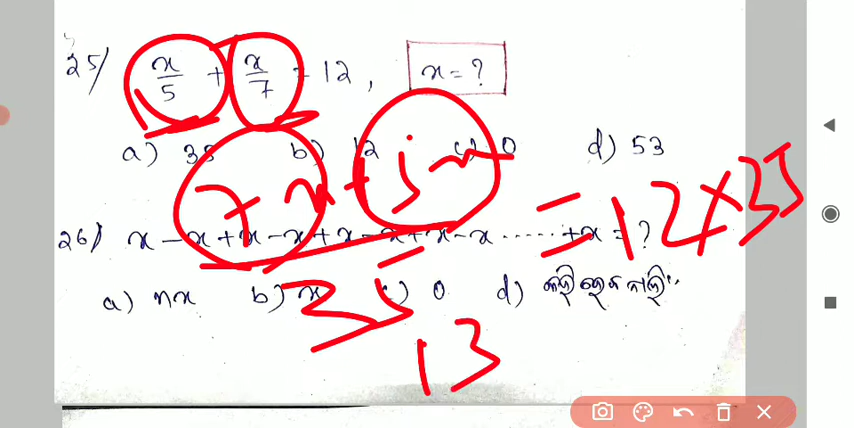 25) x/5 + x/7 = 12, x = ?
a) 35 b) 12 c) 0 d) 53
7x + 5x = 12 x 35
26) x - x + x - x + x - x + x - x ...... + x = ?
a) nx b) x c) 0 d)
35
13